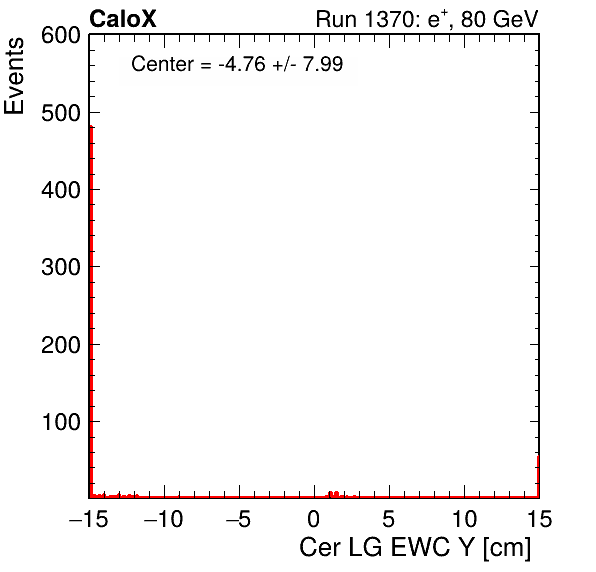 CaloX
Run 1370: e⁺, 80 GeV
Center = -4.76 +/- 7.99
Events
600
500
400
300
200
100
−15 −10 −5 0 5 10 15
Cer LG EWC Y [cm]